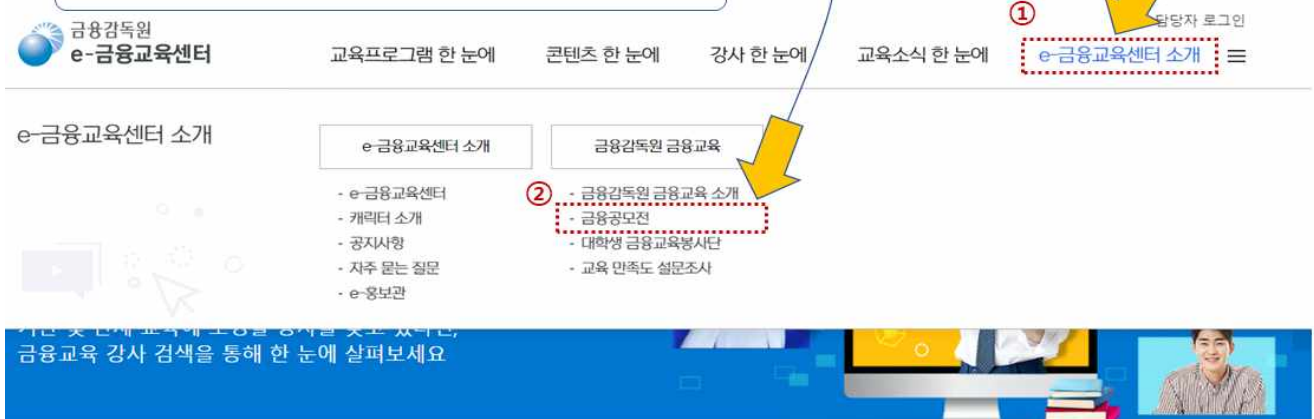 ①
담당자 로그인
금융감독원
e-금융교육센터
교육프로그램 한 눈에 콘텐츠 한 눈에 강사 한 눈에 교육소식 한 눈에 e-금융교육센터 소개
e-금융교육센터 소개
e-금융교육센터 소개
- e-금융교육센터
- 캐릭터 소개
- 공지사항
- 자주 묻는 질문
- e-홍보관
금융감독원 금융교육
②
- 금융감독원 금융교육 소개
- 금융공모전
- 대학생 금융교육봉사단
- 교육 만족도 설문조사
금융교육 강사 검색을 통해 한 눈에 살펴보세요